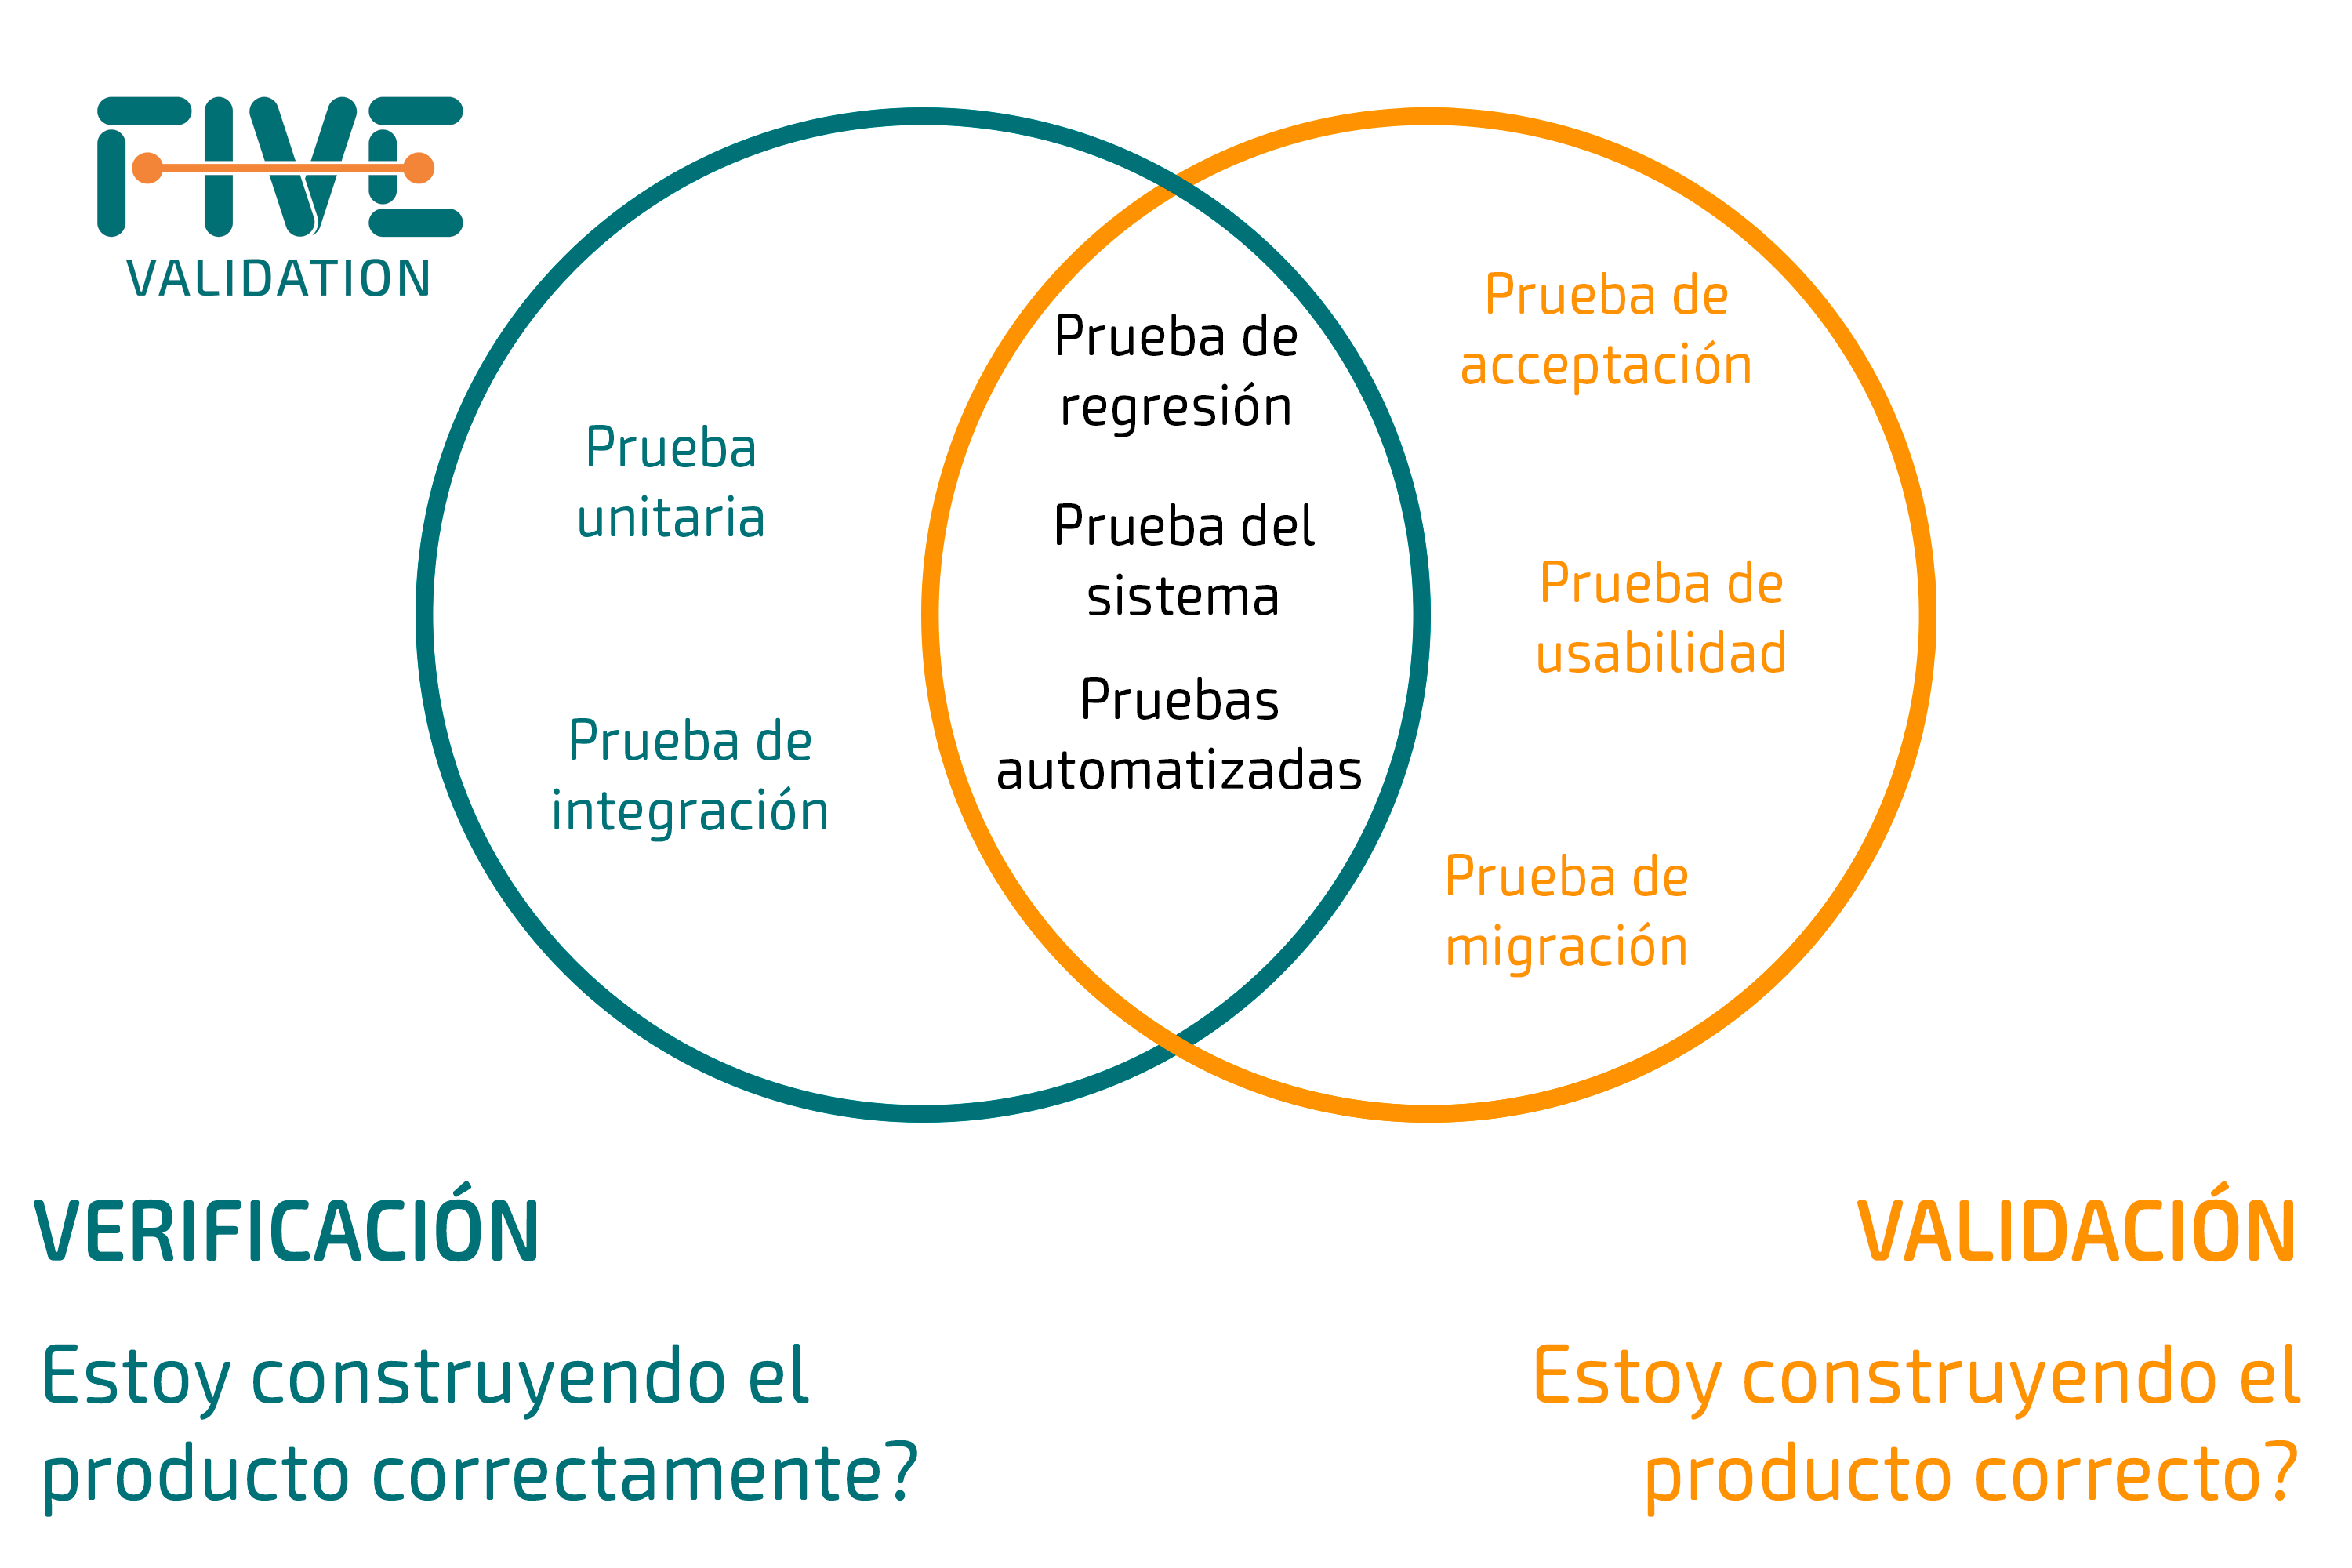 FIVE
VALIDATION
Prueba
unitaria
Prueba de
integración
Prueba de
regresión
Prueba del
sistema
Pruebas
automatizadas
Prueba de
acceptación
Prueba de
usabilidad
Prueba de
migración
VERIFICACIÓN
Estoy construyendo el
producto correctamente?
VALIDACIÓN
Estoy construyendo el
producto correcto?